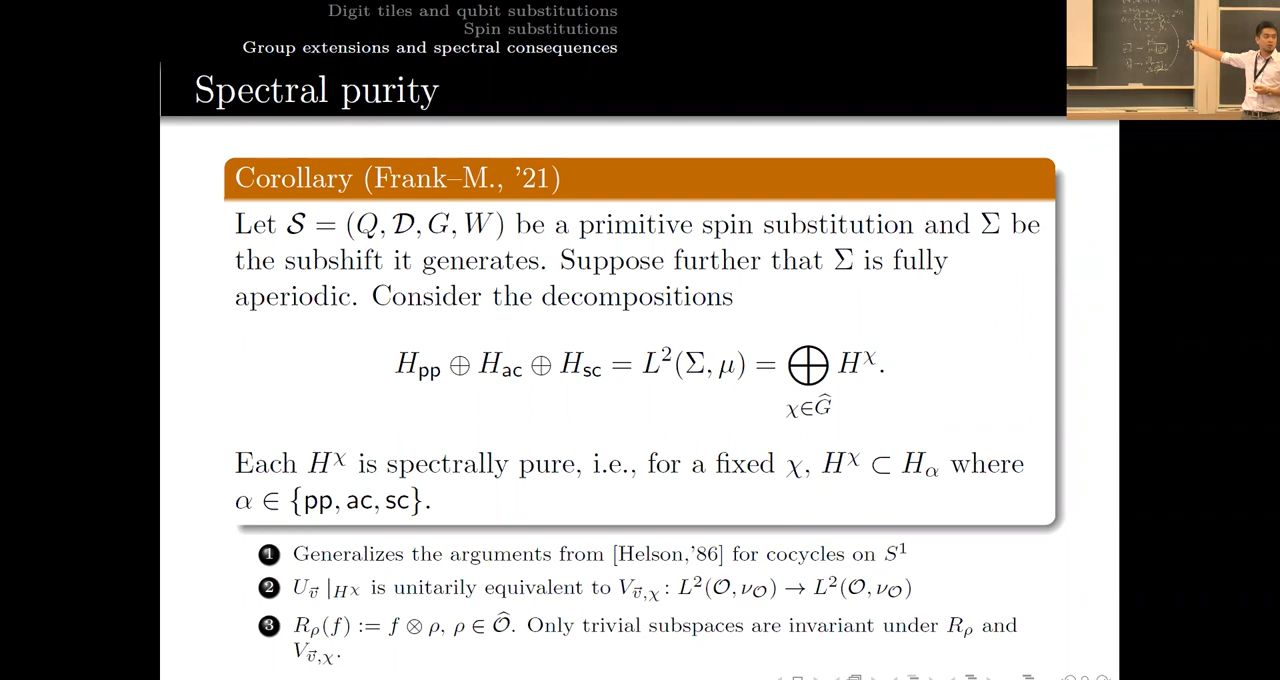 Digit tiles and qubit substitutions
Spin substitutions
Group extensions and spectral consequences
Spectral purity
Corollary (Frank–M., '21)
Let 𝓢 = (Q, 𝓓, G, W) be a primitive spin substitution and Σ be
the subshift it generates. Suppose further that Σ is fully
aperiodic. Consider the decompositions
H_pp ⊕ H_ac ⊕ H_sc = L²(Σ, μ) = ⊕_{χ∈Ĝ} H^χ.
Each H^χ is spectrally pure, i.e., for a fixed χ, H^χ ⊂ H_α where
α ∈ {pp, ac, sc}.
1 Generalizes the arguments from [Helson,'86] for cocycles on S¹
2 U_{v⃗} |_{H^χ} is unitarily equivalent to V_{v⃗,χ} : L²(𝒪, ν_𝒪) → L²(𝒪, ν_𝒪)
3 R_ρ(f) := f ⊗ ρ, ρ ∈ 𝒪̂. Only trivial subspaces are invariant under R_ρ and
V_{v⃗,χ}.